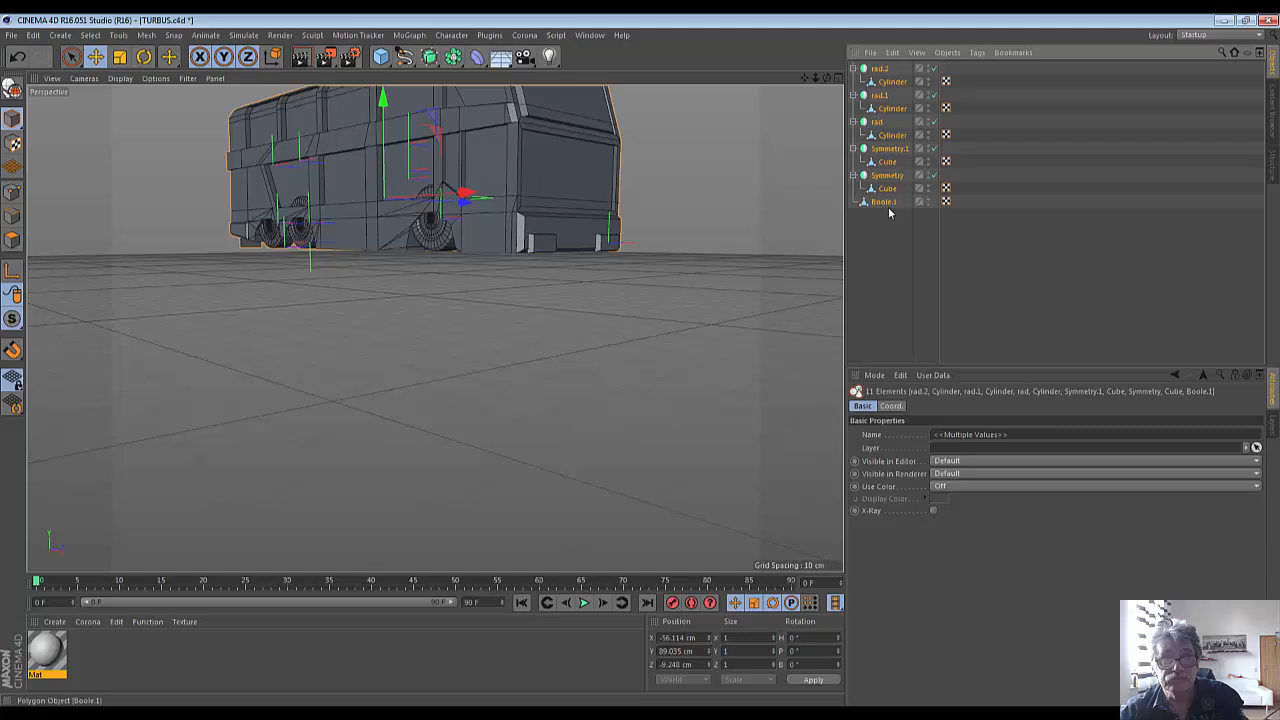 CINEMA 4D R16.051 Studio (R16) - [TURBUS.c4d *]
File Edit Create Select Tools Mesh Snap Animate Simulate Render Sculpt Motion Tracker MoGraph Character Plugins Corona Script Window Help
Layout: Startup
File Edit View Objects Tags Bookmarks
View Cameras Display Options Filter Panel
Perspective
rad.2
Cylinder
rad.1
Cylinder
rad
Cylinder
Symmetry.1
Cube
Symmetry
Cube
Boole.1
Y
Grid Spacing : 10 cm
Mode Edit User Data
11 Elements [rad.2, Cylinder, rad.1, Cylinder, rad, Cylinder, Symmetry.1, Cube, Symmetry, Cube, Boole.1]
Basic Coord.
Basic Properties
Name <<Multiple Values>>
Layer
Visible in Editor Default
Visible in Renderer Default
Use Color Off
Display Color
X-Ray
Objects
Content Browser
Structure
Attributes
Layers
0 5 10 15 20 25 30 35 40 45 50 55 60 65 70 75 80 85 90 0 F
0 F 0 F 90 F 90 F
Create Corona Edit Function Texture
Mat
Position Size Rotation
X -56.114 cm X 1 H 0 °
Y 89.035 cm Y 1 P 0 °
Z -9.248 cm Z 1 B 0 °
World Scale Apply
MAXON CINEMA 4D
Polygon Object [Boole.1]